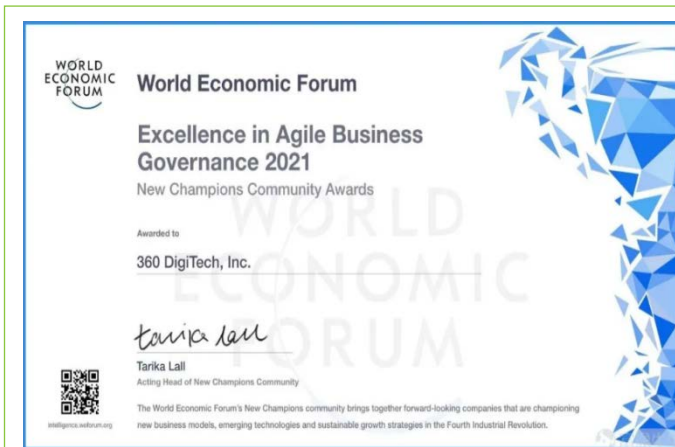 WORLD
ECONOMIC
FORUM
World Economic Forum
Excellence in Agile Business
Governance 2021
New Champions Community Awards
WORLD
ECONOMIC
FORUM
Awarded to
360 DigiTech, Inc.
tarika lall
Tarika Lall
Acting Head of New Champions Community
The World Economic Forum's New Champions community brings together forward-looking companies that are championing
new business models, emerging technologies and sustainable growth strategies in the Fourth Industrial Revolution.
intelligence.weforum.org